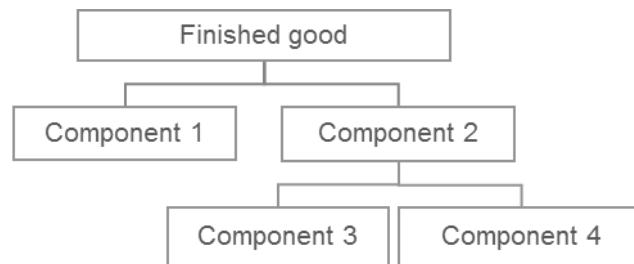 Finished good
Component 1
Component 2
Component 3
Component 4